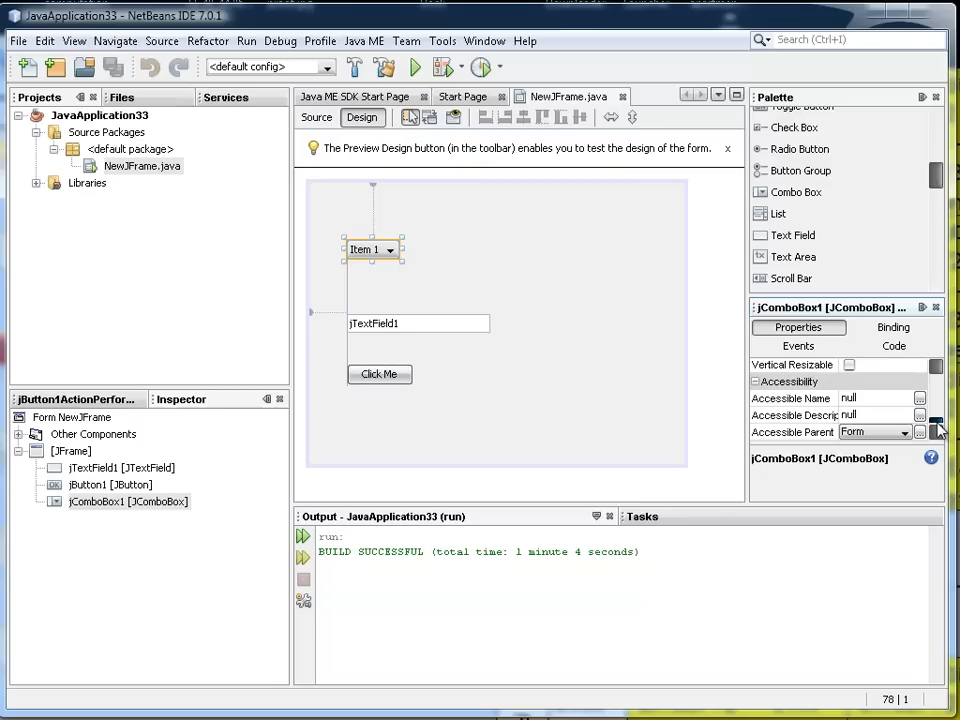 JavaApplication33 - NetBeans IDE 7.0.1
File Edit View Navigate Source Refactor Run Debug Profile Java ME Team Tools Window Help
Search (Ctrl+I)
<default config>
Projects Files Services
JavaApplication33
Source Packages
<default package>
NewJFrame.java
Libraries
Java ME SDK Start Page Start Page NewJFrame.java
Source Design
The Preview Design button (in the toolbar) enables you to test the design of the form. x
Item 1
jTextField1
Click Me
Palette
Toggle Button
Check Box
Radio Button
Button Group
Combo Box
List
Text Field
Text Area
Scroll Bar
jComboBox1 [JComboBox] ...
Properties Binding
Events Code
Vertical Resizable
Accessibility
Accessible Name null
Accessible Descrip null
Accessible Parent Form
jComboBox1 [JComboBox]
jButton1ActionPerfor... Inspector
Form NewJFrame
Other Components
[JFrame]
jTextField1 [JTextField]
jButton1 [JButton]
jComboBox1 [JComboBox]
Output - JavaApplication33 (run) Tasks
run:
BUILD SUCCESSFUL (total time: 1 minute 4 seconds)
78 | 1